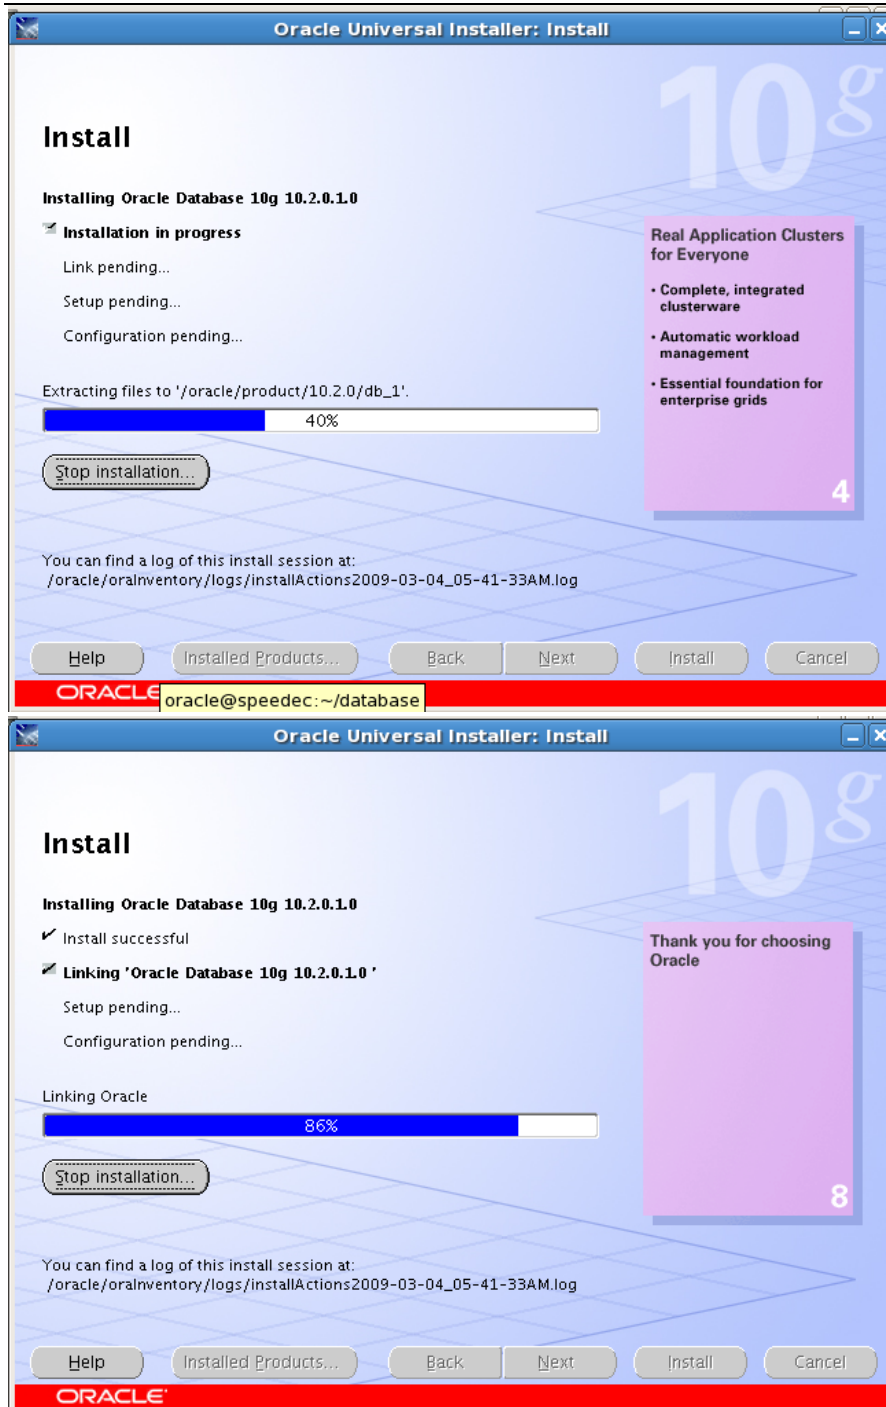 Oracle Universal Installer: Install
10g
Install
Installing Oracle Database 10g 10.2.0.1.0
Installation in progress
Link pending...
Setup pending...
Configuration pending...
Real Application Clusters
for Everyone
• Complete, integrated
clusterware
• Automatic workload
management
• Essential foundation for
enterprise grids
4
Extracting files to '/oracle/product/10.2.0/db_1'.
40%
Stop installation...
You can find a log of this install session at:
/oracle/oraInventory/logs/installActions2009-03-04_05-41-33AM.log
Help Installed Products... Back Next Install Cancel
ORACLE
oracle@speedec:~/database
Oracle Universal Installer: Install
10g
Install
Installing Oracle Database 10g 10.2.0.1.0
Install successful
Linking 'Oracle Database 10g 10.2.0.1.0 '
Setup pending...
Configuration pending...
Thank you for choosing
Oracle
8
Linking Oracle
86%
Stop installation...
You can find a log of this install session at:
/oracle/oraInventory/logs/installActions2009-03-04_05-41-33AM.log
Help Installed Products... Back Next Install Cancel
ORACLE